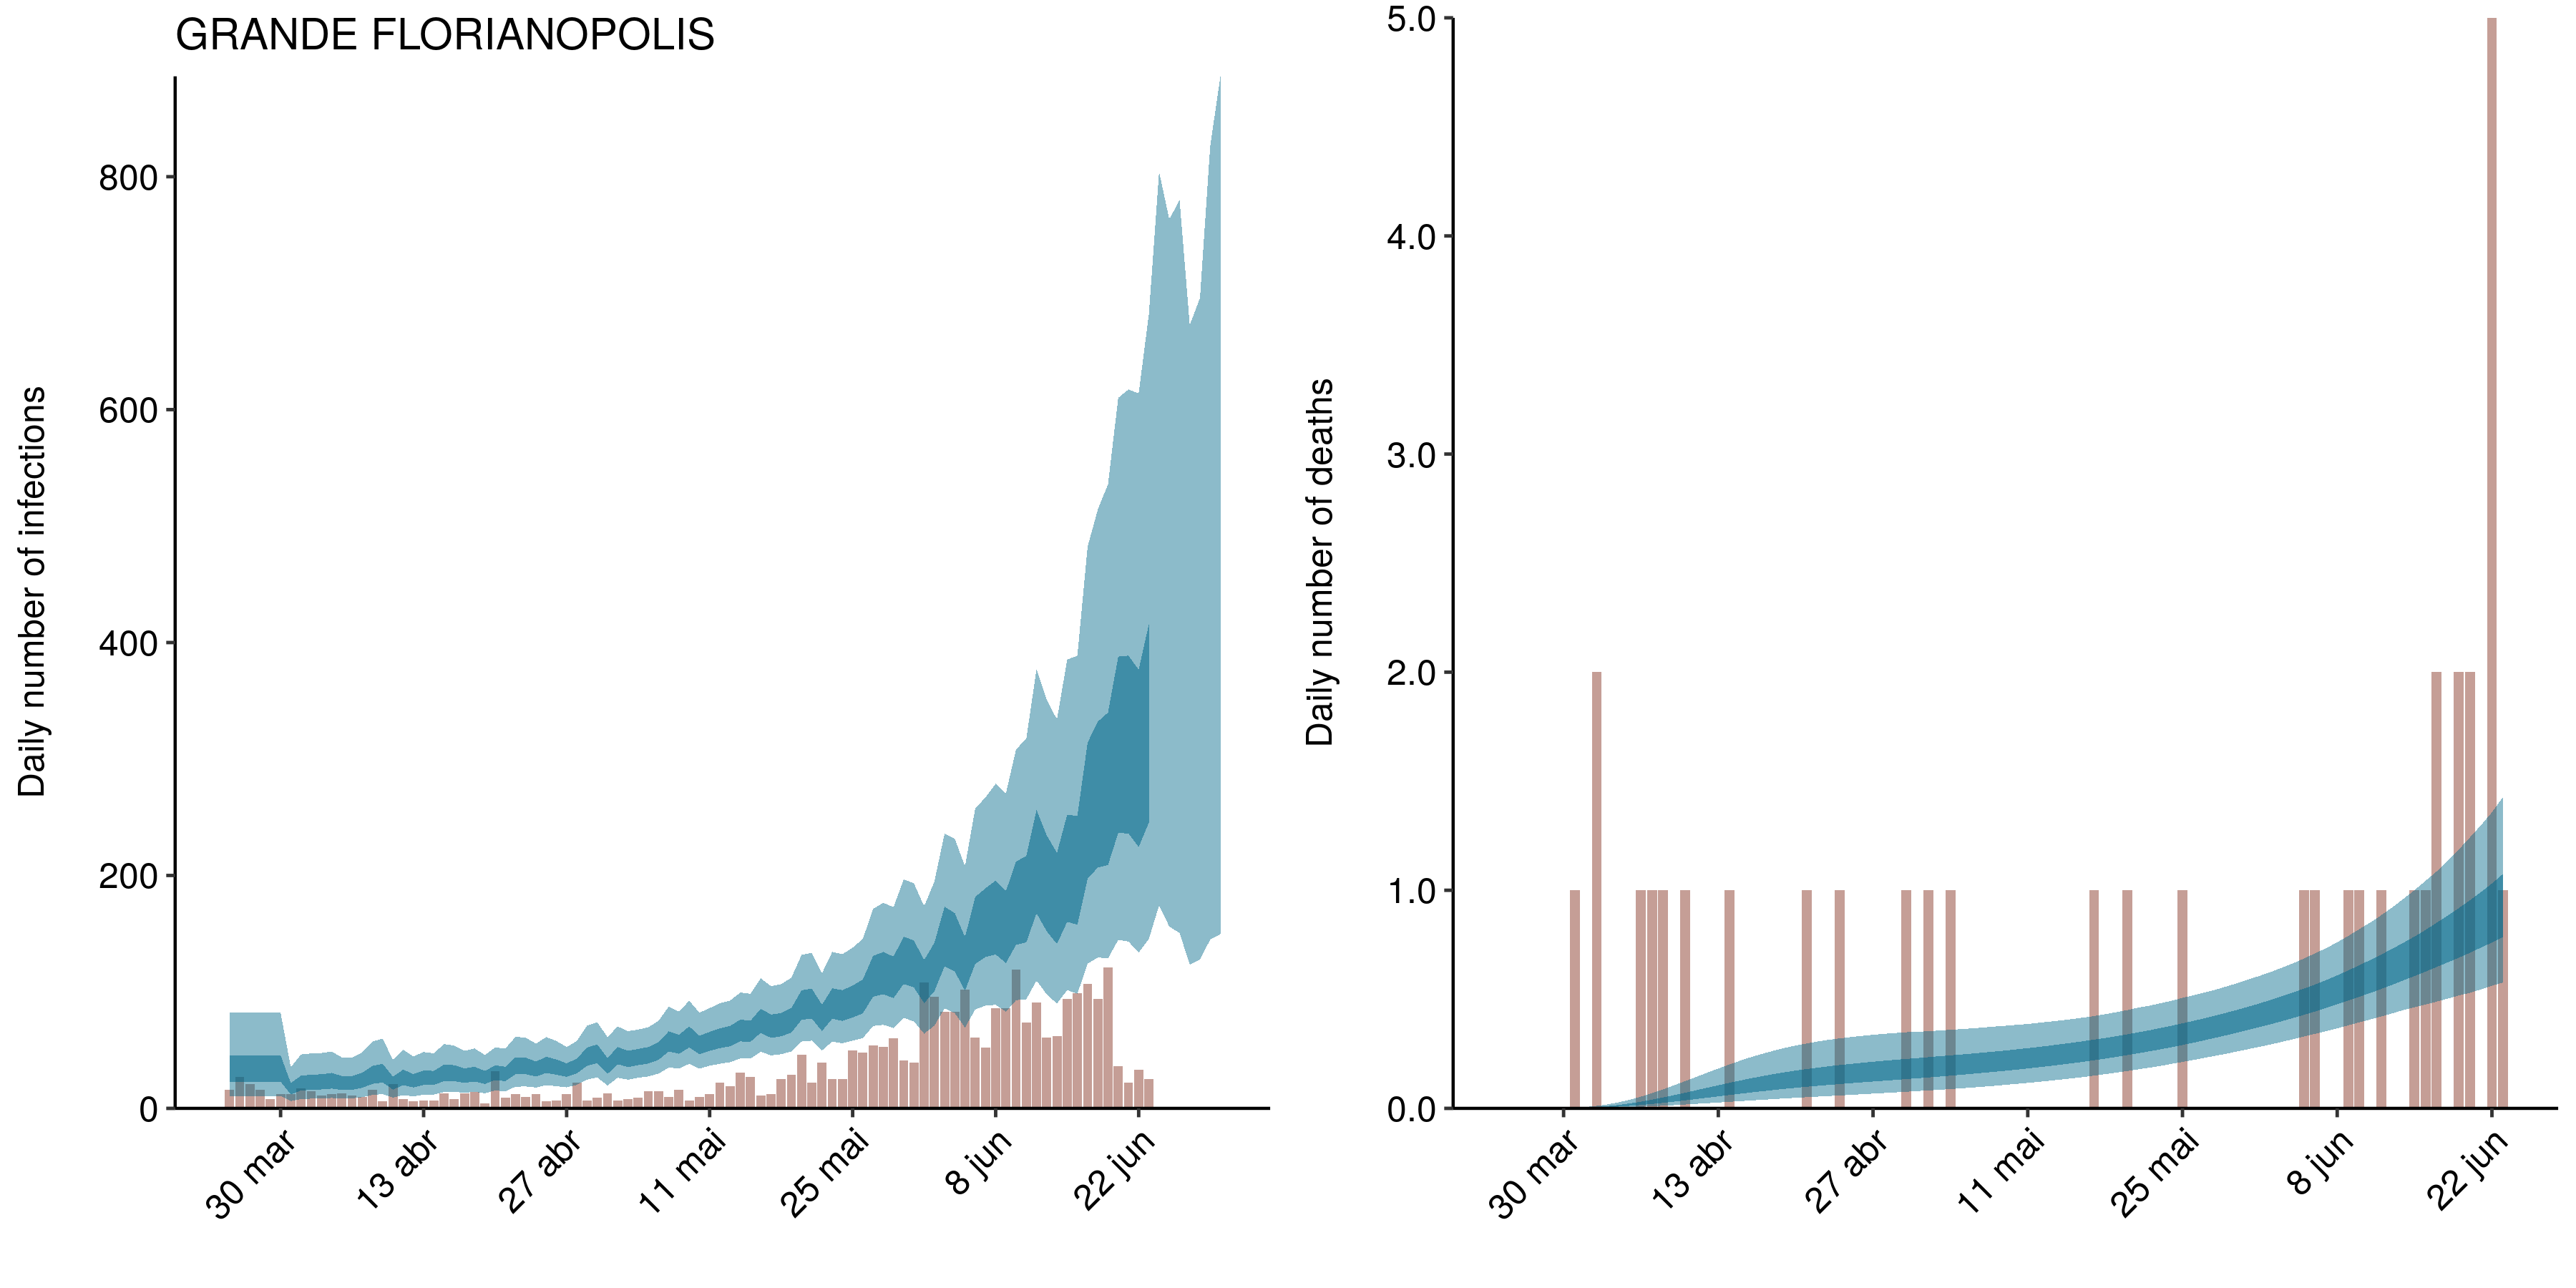 GRANDE FLORIANOPOLIS
Daily number of infections
800
600
400
200
0
30 mar
13 abr
27 abr
11 mai
25 mai
8 jun
22 jun
Daily number of deaths
5.0
4.0
3.0
2.0
1.0
0.0
30 mar
13 abr
27 abr
11 mai
25 mai
8 jun
22 jun